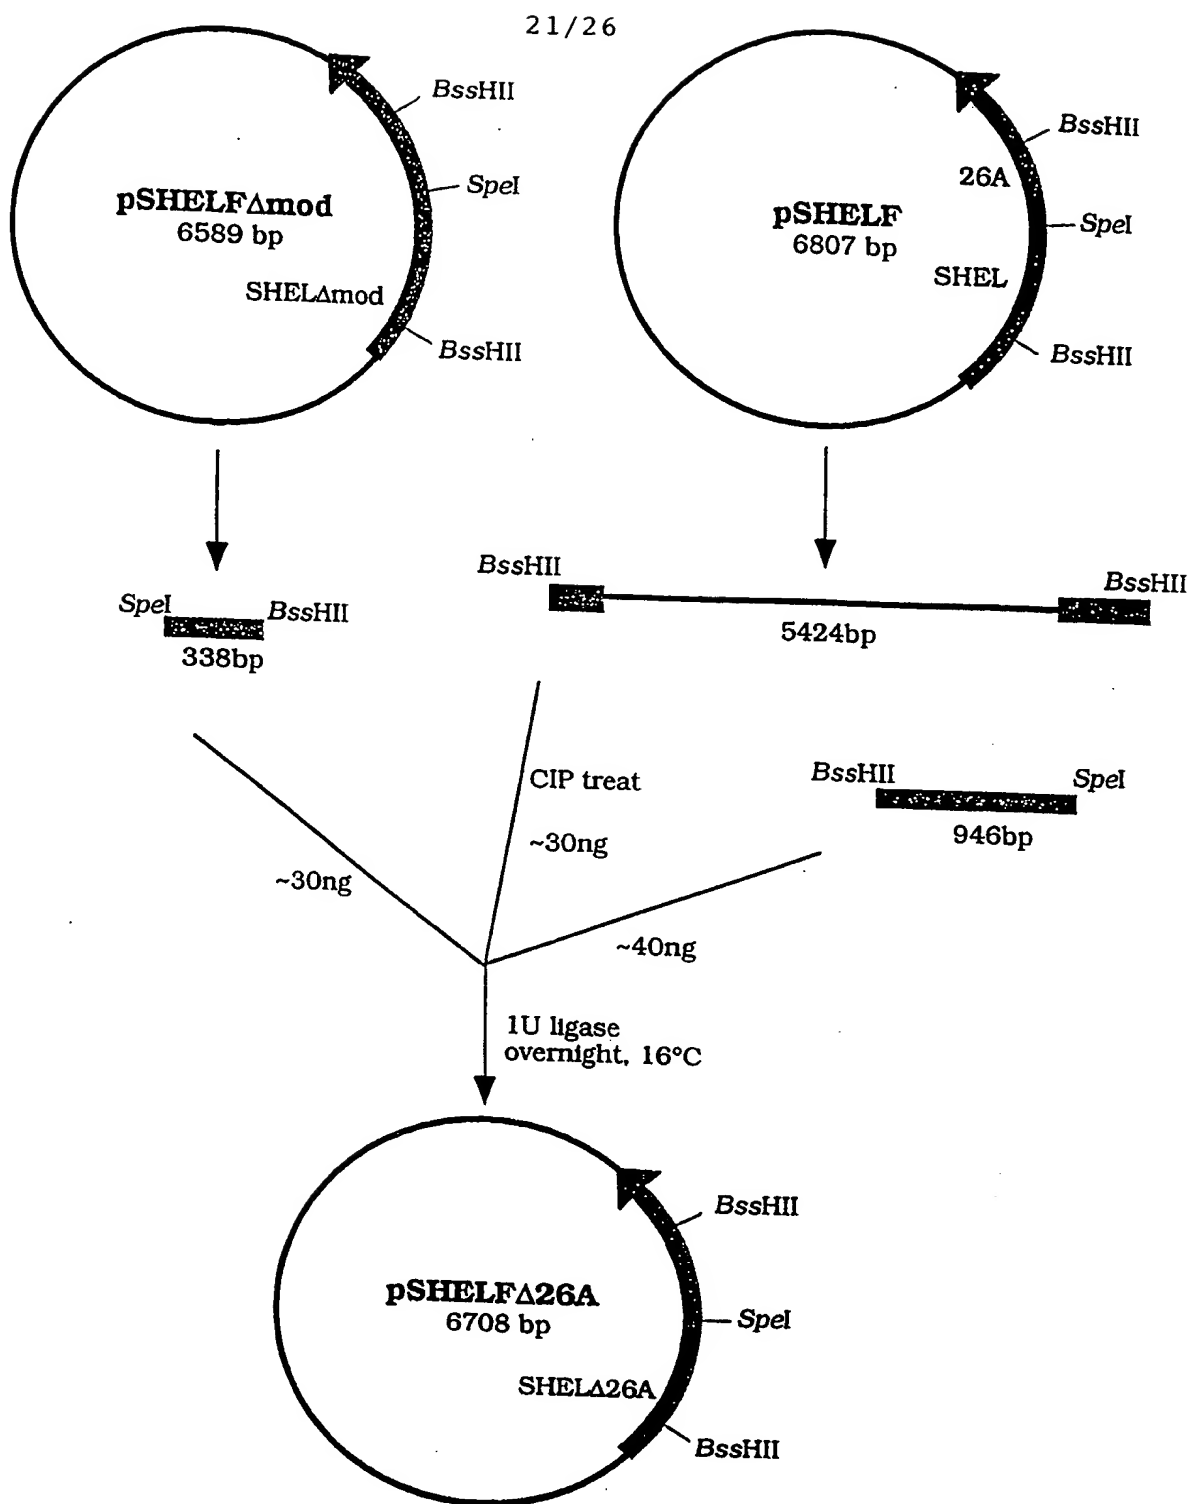 21/26
BssHII
SpeI
pSHELFΔmod
6589 bp
SHELΔmod
BssHII
BssHII
26A
SpeI
pSHELF
6807 bp
SHEL
BssHII
SpeI
BssHII
338bp
BssHII
BssHII
5424bp
CIP treat
~30ng
~30ng
BssHII
SpeI
946bp
~40ng
1U ligase
overnight, 16°C
BssHII
pSHELFΔ26A
6708 bp
SpeI
SHELΔ26A
BssHII